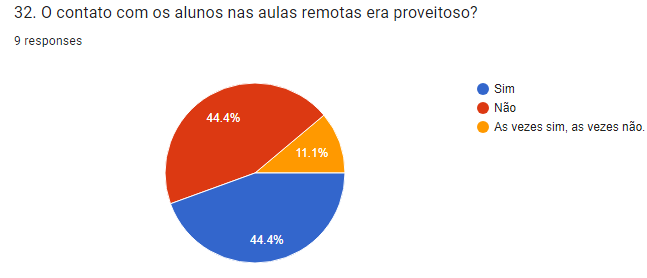 32. O contato com os alunos nas aulas remotas era proveitoso?
9 responses
Sim
Não
As vezes sim, as vezes não.
44.4%
11.1%
44.4%